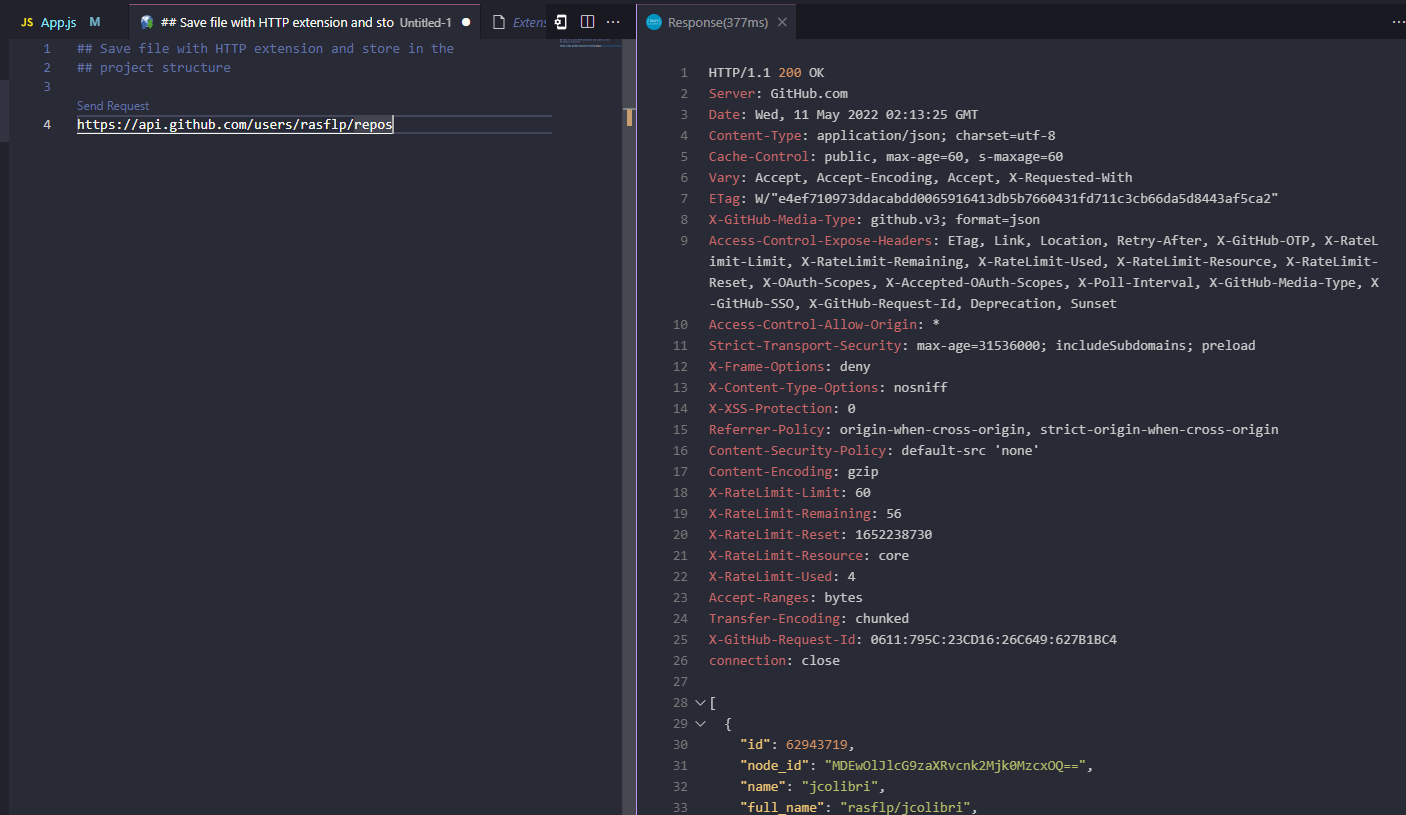 JS App.js M
## Save file with HTTP extension and sto Untitled-1
Extens
Response(377ms)
1 ## Save file with HTTP extension and store in the
2 ## project structure
3
Send Request
4 https://api.github.com/users/rasflp/repos
1 HTTP/1.1 200 OK
2 Server: GitHub.com
3 Date: Wed, 11 May 2022 02:13:25 GMT
4 Content-Type: application/json; charset=utf-8
5 Cache-Control: public, max-age=60, s-maxage=60
6 Vary: Accept, Accept-Encoding, Accept, X-Requested-With
7 ETag: W/"e4ef710973ddacabdd0065916413db5b7660431fd711c3cb66da5d8443af5ca2"
8 X-GitHub-Media-Type: github.v3; format=json
9 Access-Control-Expose-Headers: ETag, Link, Location, Retry-After, X-GitHub-OTP, X-RateL
imit-Limit, X-RateLimit-Remaining, X-RateLimit-Used, X-RateLimit-Resource, X-RateLimit-
Reset, X-OAuth-Scopes, X-Accepted-OAuth-Scopes, X-Poll-Interval, X-GitHub-Media-Type, X
-GitHub-SSO, X-GitHub-Request-Id, Deprecation, Sunset
10 Access-Control-Allow-Origin: *
11 Strict-Transport-Security: max-age=31536000; includeSubdomains; preload
12 X-Frame-Options: deny
13 X-Content-Type-Options: nosniff
14 X-XSS-Protection: 0
15 Referrer-Policy: origin-when-cross-origin, strict-origin-when-cross-origin
16 Content-Security-Policy: default-src 'none'
17 Content-Encoding: gzip
18 X-RateLimit-Limit: 60
19 X-RateLimit-Remaining: 56
20 X-RateLimit-Reset: 1652238730
21 X-RateLimit-Resource: core
22 X-RateLimit-Used: 4
23 Accept-Ranges: bytes
24 Transfer-Encoding: chunked
25 X-GitHub-Request-Id: 0611:795C:23CD16:26C649:627B1BC4
26 connection: close
27
28 [
29 {
30 "id": 62943719,
31 "node_id": "MDEwOlJlcG9zaXRvcnk2Mjk0MzcxOQ==",
32 "name": "jcolibri",
33 "full_name": "rasflp/jcolibri",